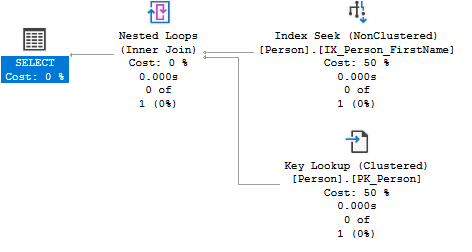 SELECT
Cost: 0 %
Nested Loops
(Inner Join)
Cost: 0 %
0.000s
0 of
1 (0%)
Index Seek (NonClustered)
[Person].[IX_Person_FirstName]
Cost: 50 %
0.000s
0 of
1 (0%)
Key Lookup (Clustered)
[Person].[PK_Person]
Cost: 50 %
0.000s
0 of
1 (0%)